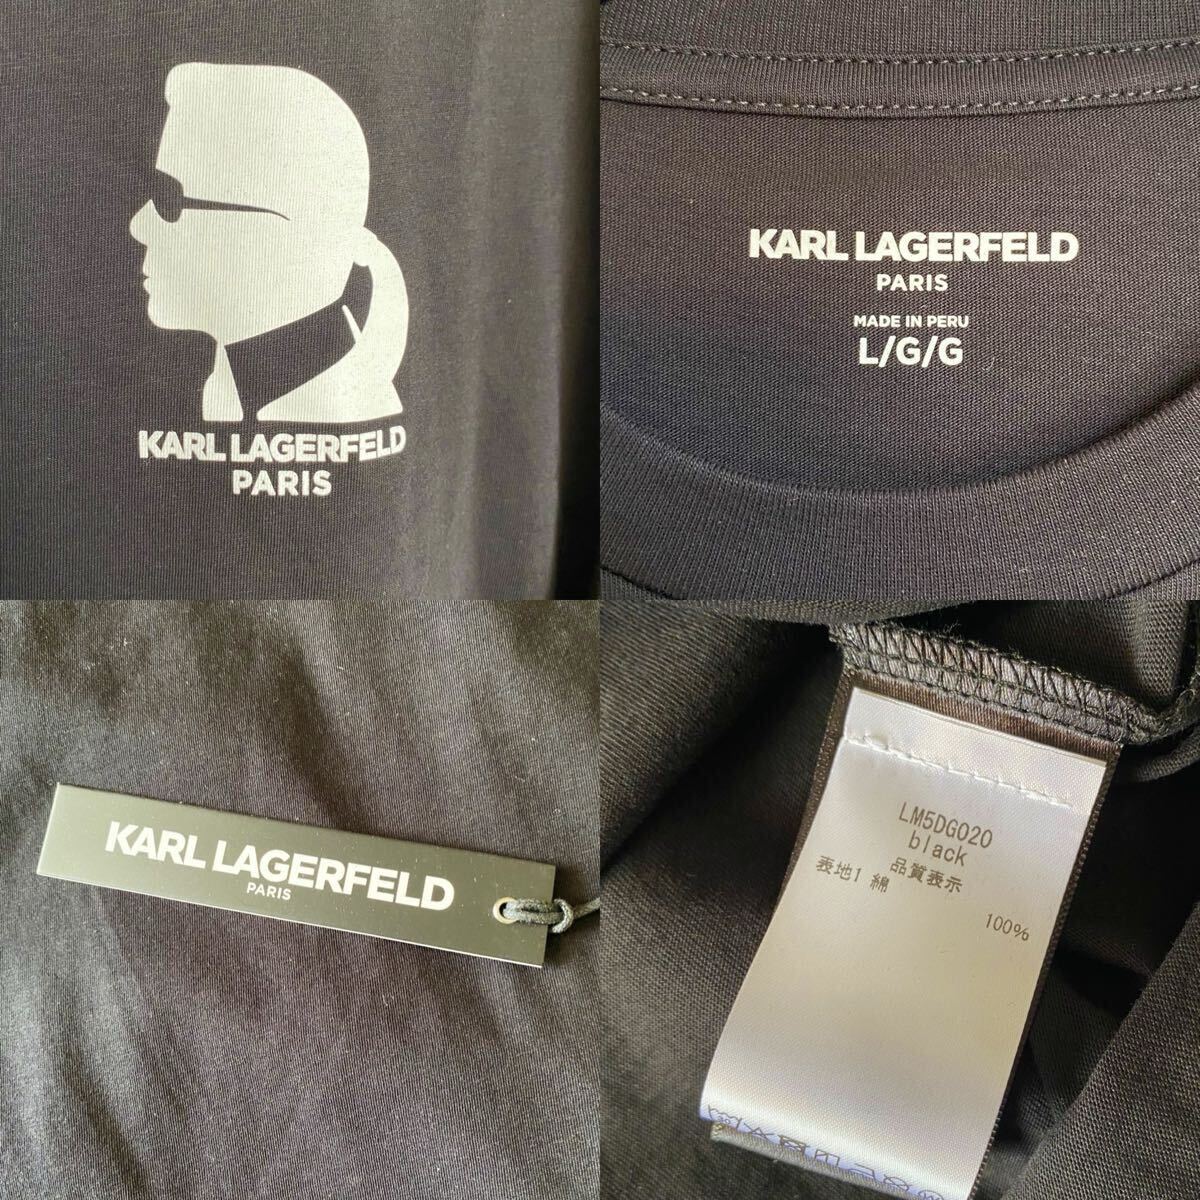 KARL LAGERFELD
PARIS
KARL LAGERFELD
PARIS
MADE IN PERU
L/G/G
KARL LAGERFELD
PARIS
LM5DG020
black
品質表示
表地1 綿
100%